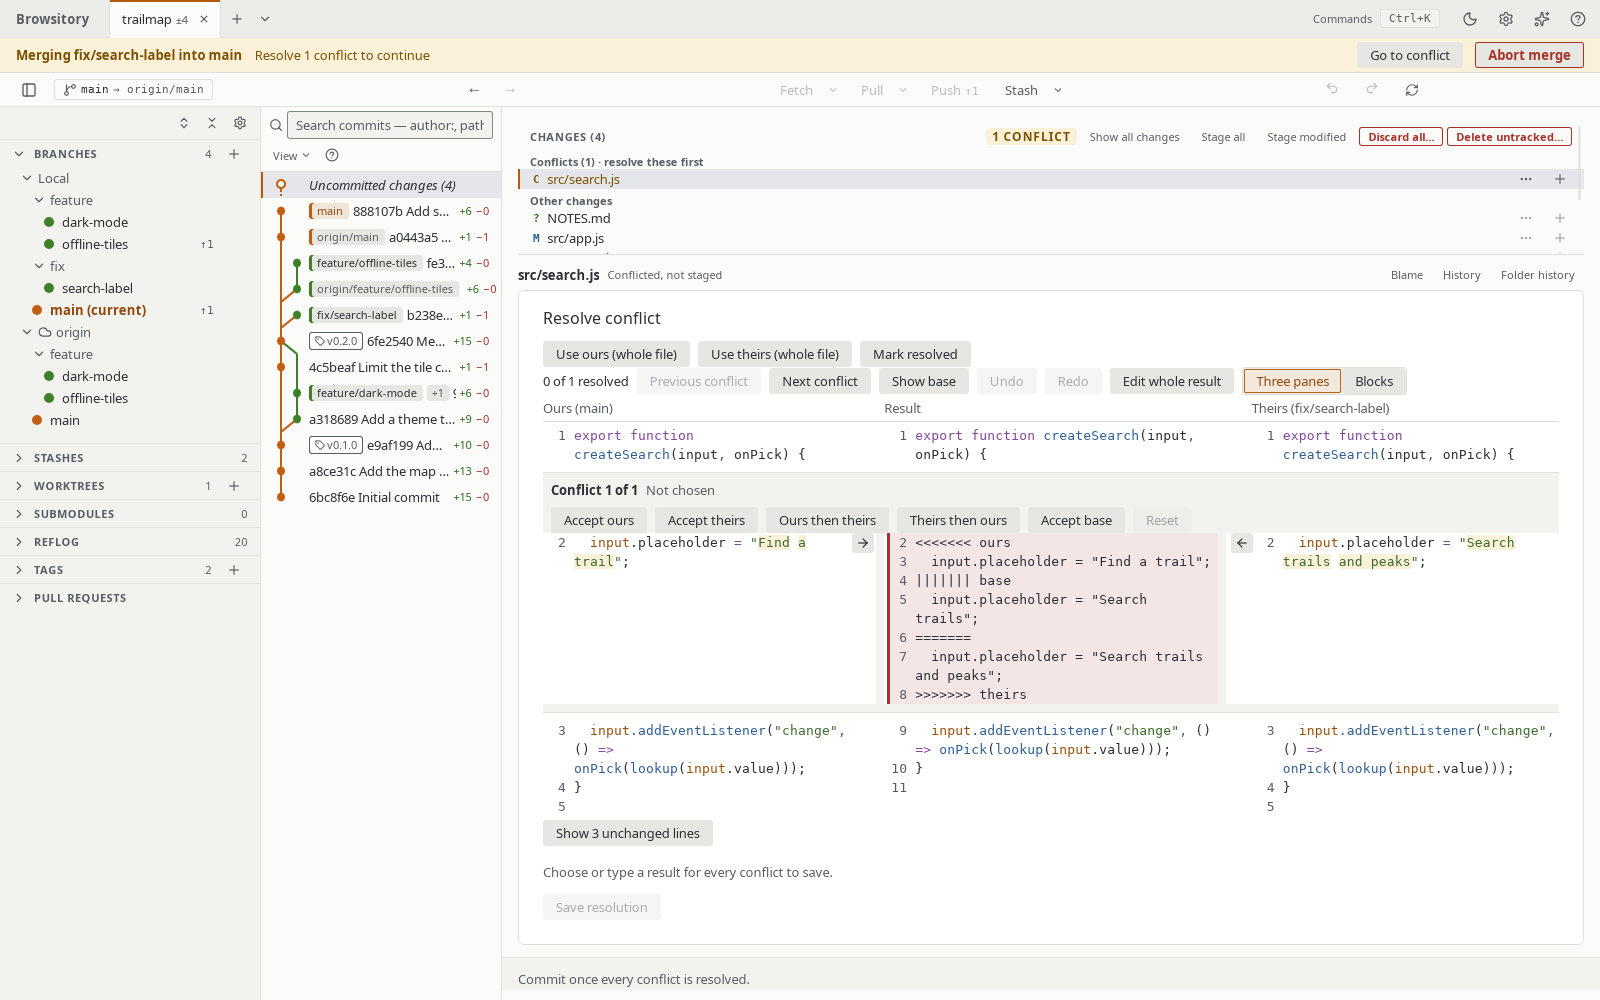 Browsitory
trailmap ±4
Commands Ctrl+K
Merging fix/search-label into main Resolve 1 conflict to continue
Go to conflict Abort merge
main → origin/main
Fetch Pull Push ↑1 Stash
BRANCHES 4
Local
feature
dark-mode
offline-tiles ↑1
fix
search-label
main (current) ↑1
origin
feature
dark-mode
offline-tiles
main
STASHES 2
WORKTREES 1
SUBMODULES 0
REFLOG 20
TAGS 2
PULL REQUESTS
Search commits — author:, path
View
Uncommitted changes (4)
main 888107b Add s... +6 −0
origin/main a0443a5 ... +1 −1
feature/offline-tiles fe3... +4 −0
origin/feature/offline-tiles +6 −0
fix/search-label b238e... +1 −1
v0.2.0 6fe2540 Me... +15 −0
4c5beaf Limit the tile c... +1 −1
feature/dark-mode +1 +6 −0
a318689 Add a theme t... +9 −0
v0.1.0 e9af199 Ad... +10 −0
a8ce31c Add the map ... +13 −0
6bc8f6e Initial commit +15 −0
CHANGES (4) 1 CONFLICT Show all changes Stage all Stage modified Discard all... Delete untracked...
Conflicts (1) · resolve these first
C src/search.js
Other changes
? NOTES.md
M src/app.js
src/search.js Conflicted, not staged Blame History Folder history
Resolve conflict
Use ours (whole file) Use theirs (whole file) Mark resolved
0 of 1 resolved Previous conflict Next conflict Show base Undo Redo Edit whole result Three panes Blocks
Ours (main) Result Theirs (fix/search-label)
1 export function 1 export function createSearch(input, 1 export function
createSearch(input, onPick) { onPick) { createSearch(input, onPick) {
Conflict 1 of 1 Not chosen
Accept ours Accept theirs Ours then theirs Theirs then ours Accept base Reset
2 input.placeholder = "Find a → 2 <<<<<<< ours ← 2 input.placeholder = "Search
trail"; 3 input.placeholder = "Find a trail"; trails and peaks";
4 ||||||| base
5 input.placeholder = "Search
trails";
6 =======
7 input.placeholder = "Search trails
and peaks";
8 >>>>>>> theirs
3 input.addEventListener("change", 9 input.addEventListener("change", () 3 input.addEventListener("change",
() => => onPick(lookup(input.value))); () =>
onPick(lookup(input.value))); 10 } onPick(lookup(input.value)));
4 } 11 4 }
5 5
Show 3 unchanged lines
Choose or type a result for every conflict to save.
Save resolution
Commit once every conflict is resolved.